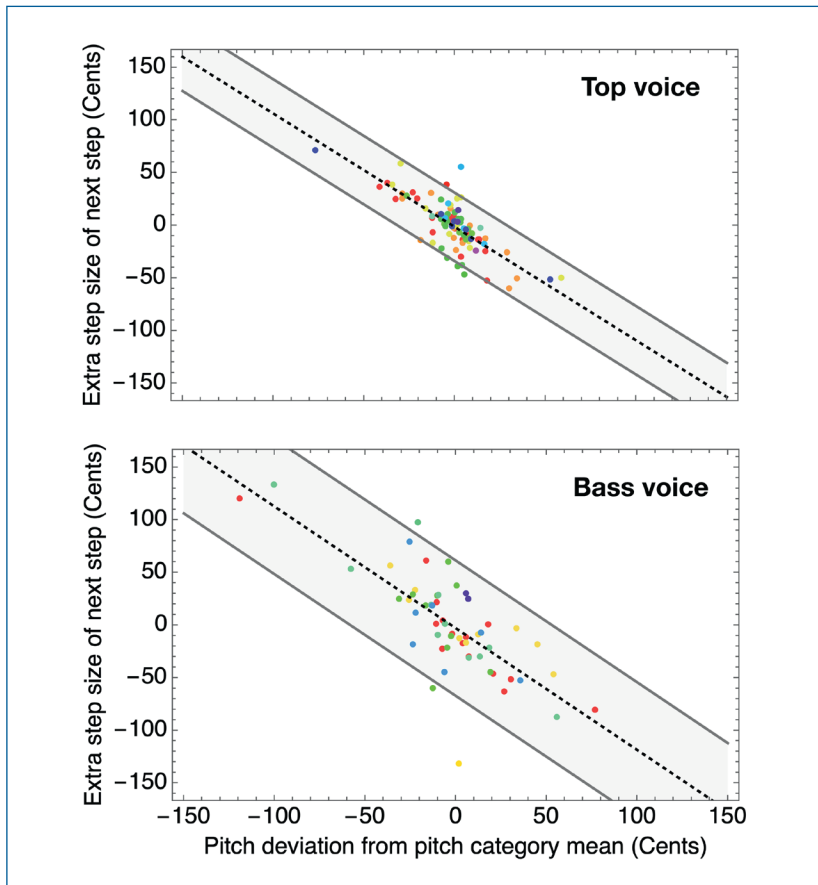 Top voice
Extra step size of next step (Cents)
150
100
50
0
−50
−100
−150
Bass voice
Extra step size of next step (Cents)
150
100
50
0
−50
−100
−150
−150 −100 −50 0 50 100 150
Pitch deviation from pitch category mean (Cents)